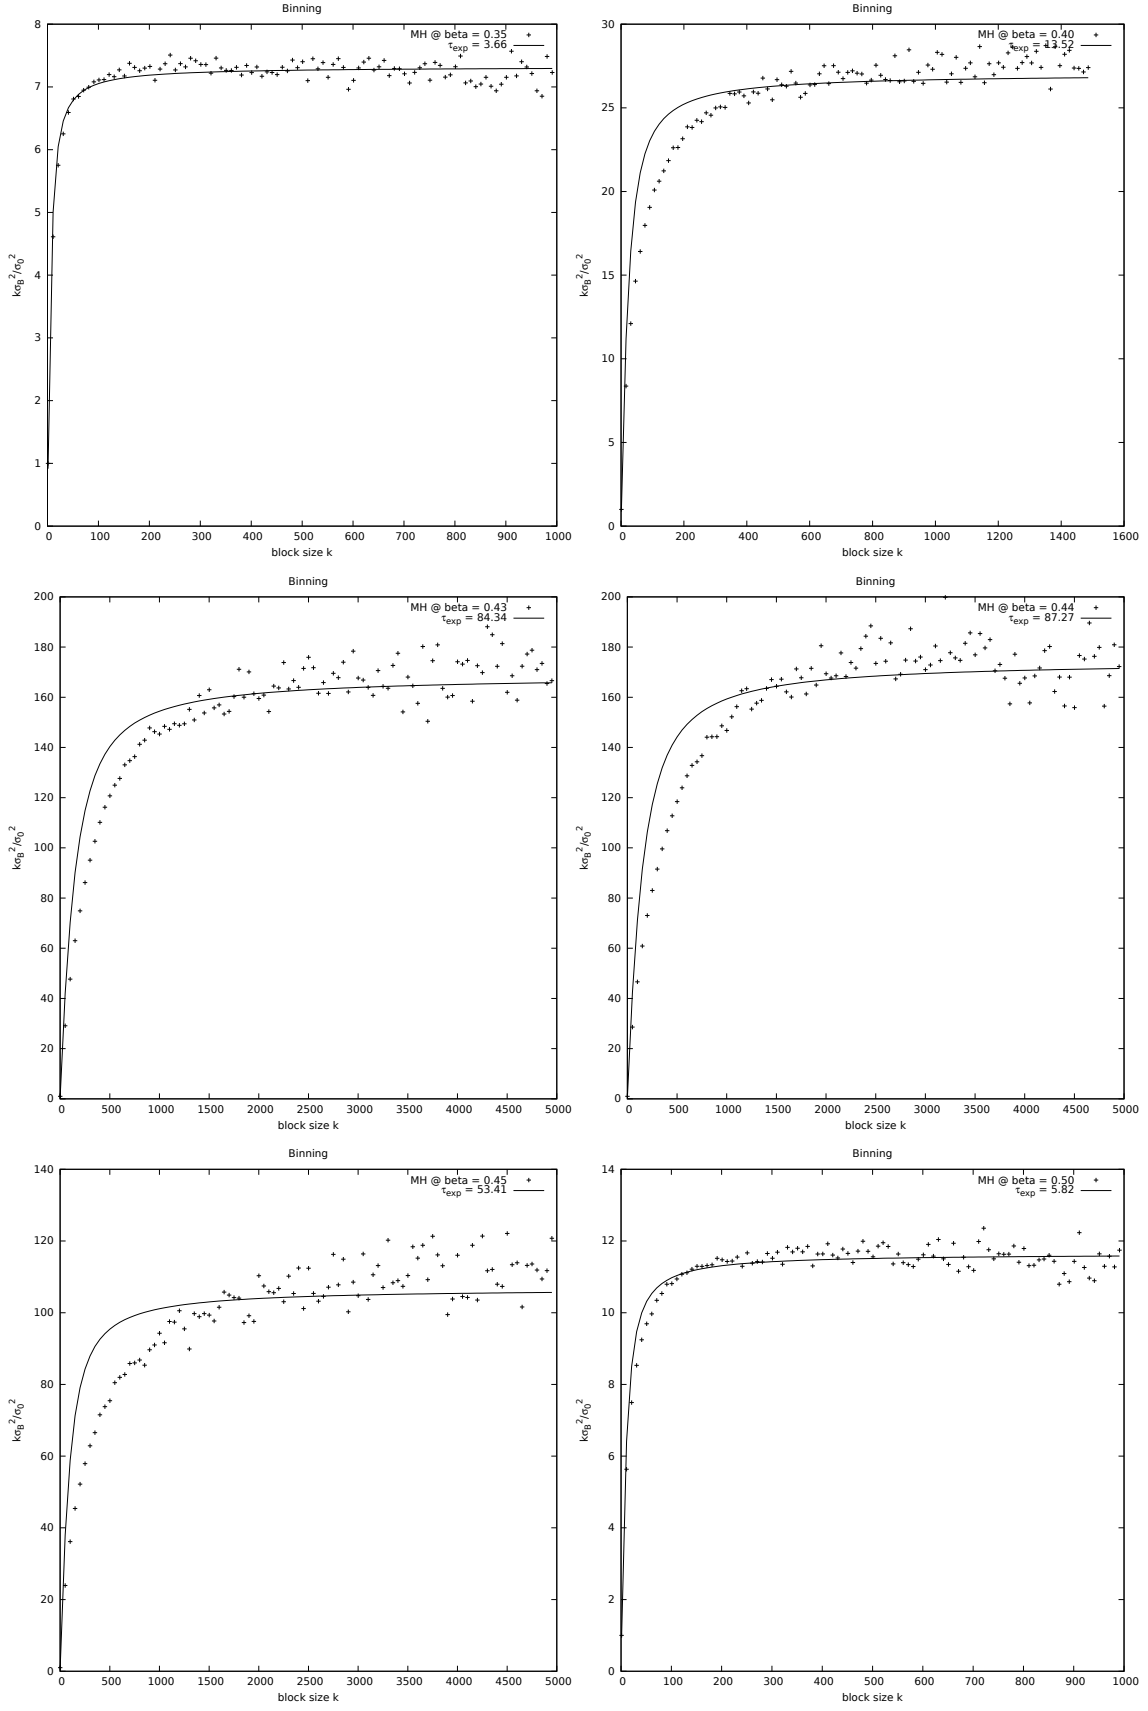 Binning
MH @ beta = 0.35
τexp = 3.66
8
7
6
5
4
3
2
1
0
kσB²/σ0²
0 100 200 300 400 500 600 700 800 900 1000
block size k
Binning
MH @ beta = 0.40
τexp = 13.52
30
25
20
15
10
5
0
kσB²/σ0²
0 200 400 600 800 1000 1200 1400 1600
block size k
Binning
MH @ beta = 0.43
τexp = 84.34
200
180
160
140
120
100
80
60
40
20
0
kσB²/σ0²
0 500 1000 1500 2000 2500 3000 3500 4000 4500 5000
block size k
Binning
MH @ beta = 0.44
τexp = 87.27
200
180
160
140
120
100
80
60
40
20
0
kσB²/σ0²
0 500 1000 1500 2000 2500 3000 3500 4000 4500 5000
block size k
Binning
MH @ beta = 0.45
τexp = 53.41
140
120
100
80
60
40
20
0
kσB²/σ0²
0 500 1000 1500 2000 2500 3000 3500 4000 4500 5000
block size k
Binning
MH @ beta = 0.50
τexp = 5.82
14
12
10
8
6
4
2
0
kσB²/σ0²
0 100 200 300 400 500 600 700 800 900 1000
block size k